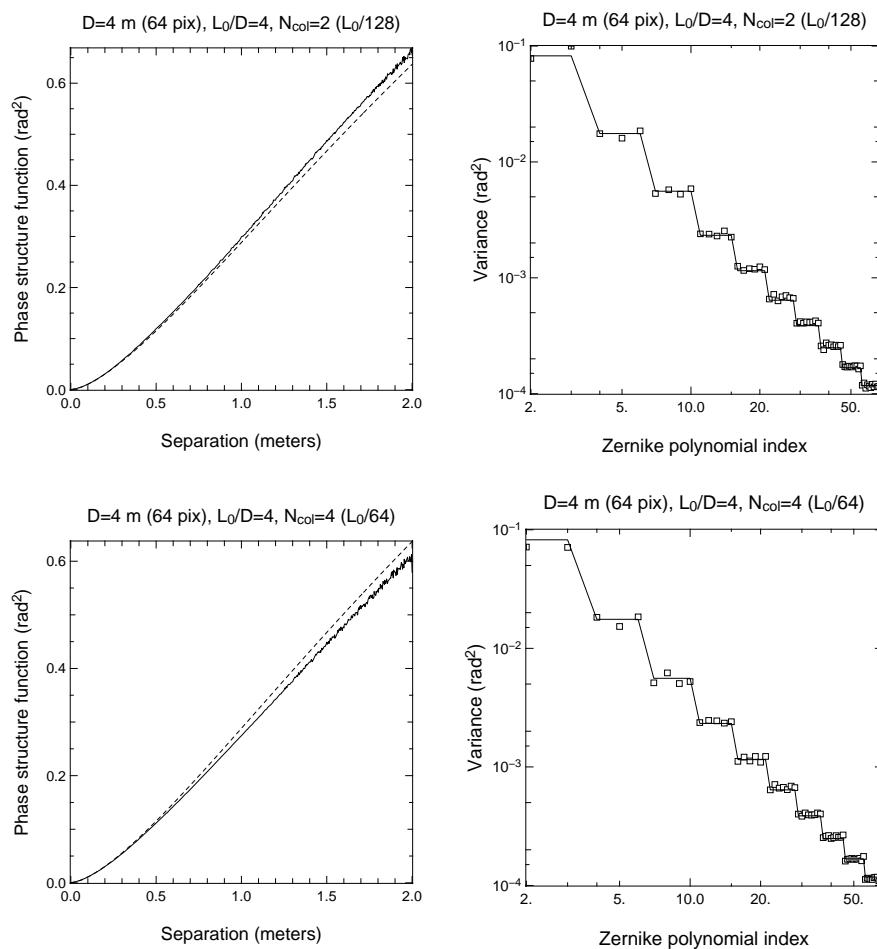 D=4 m (64 pix), L₀/D=4, N_col=2 (L₀/128)
Phase structure function (rad²)
0.6
0.4
0.2
0.0
0.0 0.5 1.0 1.5 2.0
Separation (meters)
D=4 m (64 pix), L₀/D=4, N_col=2 (L₀/128)
Variance (rad²)
10⁻¹
10⁻²
10⁻³
10⁻⁴
2. 5. 10.0 20. 50.
Zernike polynomial index
D=4 m (64 pix), L₀/D=4, N_col=4 (L₀/64)
Phase structure function (rad²)
0.6
0.4
0.2
0.0
0.0 0.5 1.0 1.5 2.0
Separation (meters)
D=4 m (64 pix), L₀/D=4, N_col=4 (L₀/64)
Variance (rad²)
10⁻¹
10⁻²
10⁻³
10⁻⁴
2. 5. 10.0 20. 50.
Zernike polynomial index